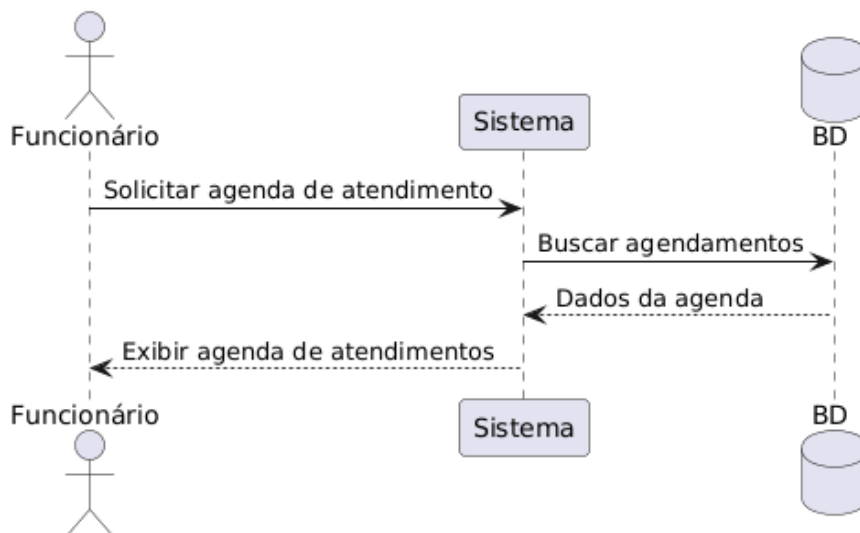 Funcionário
Sistema
BD
Solicitar agenda de atendimento
Buscar agendamentos
Dados da agenda
Exibir agenda de atendimentos
Funcionário
Sistema
BD